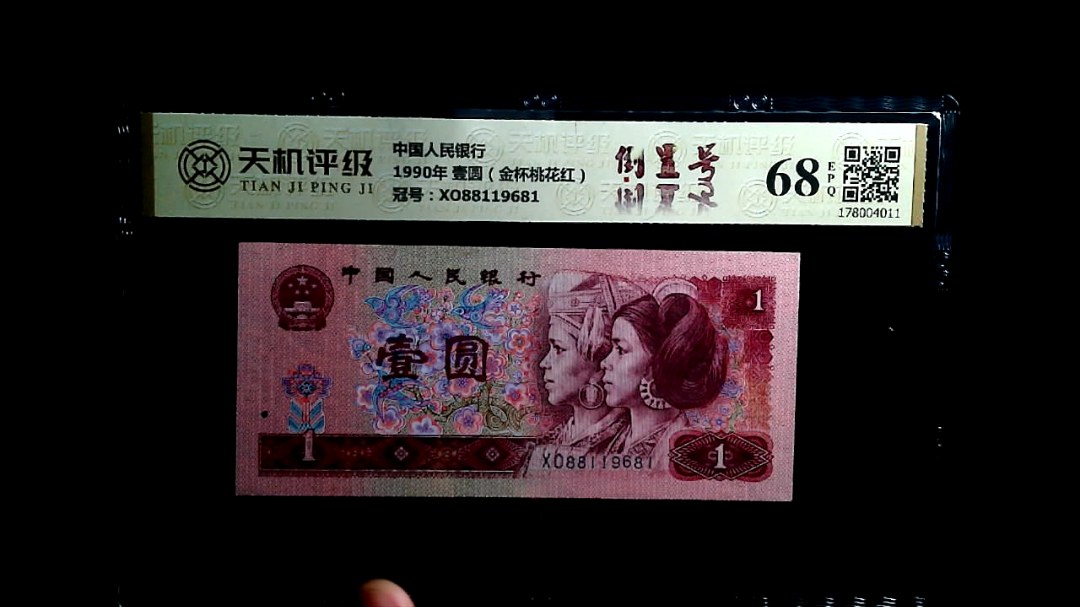 天机评级
TIAN JI PING JI
中国人民银行
1990年 壹圆（金杯桃花红）
冠号：XO88119681
倒置号
68
EPQ
178004011
中国人民银行
壹圆
1
1
XO88119681
1